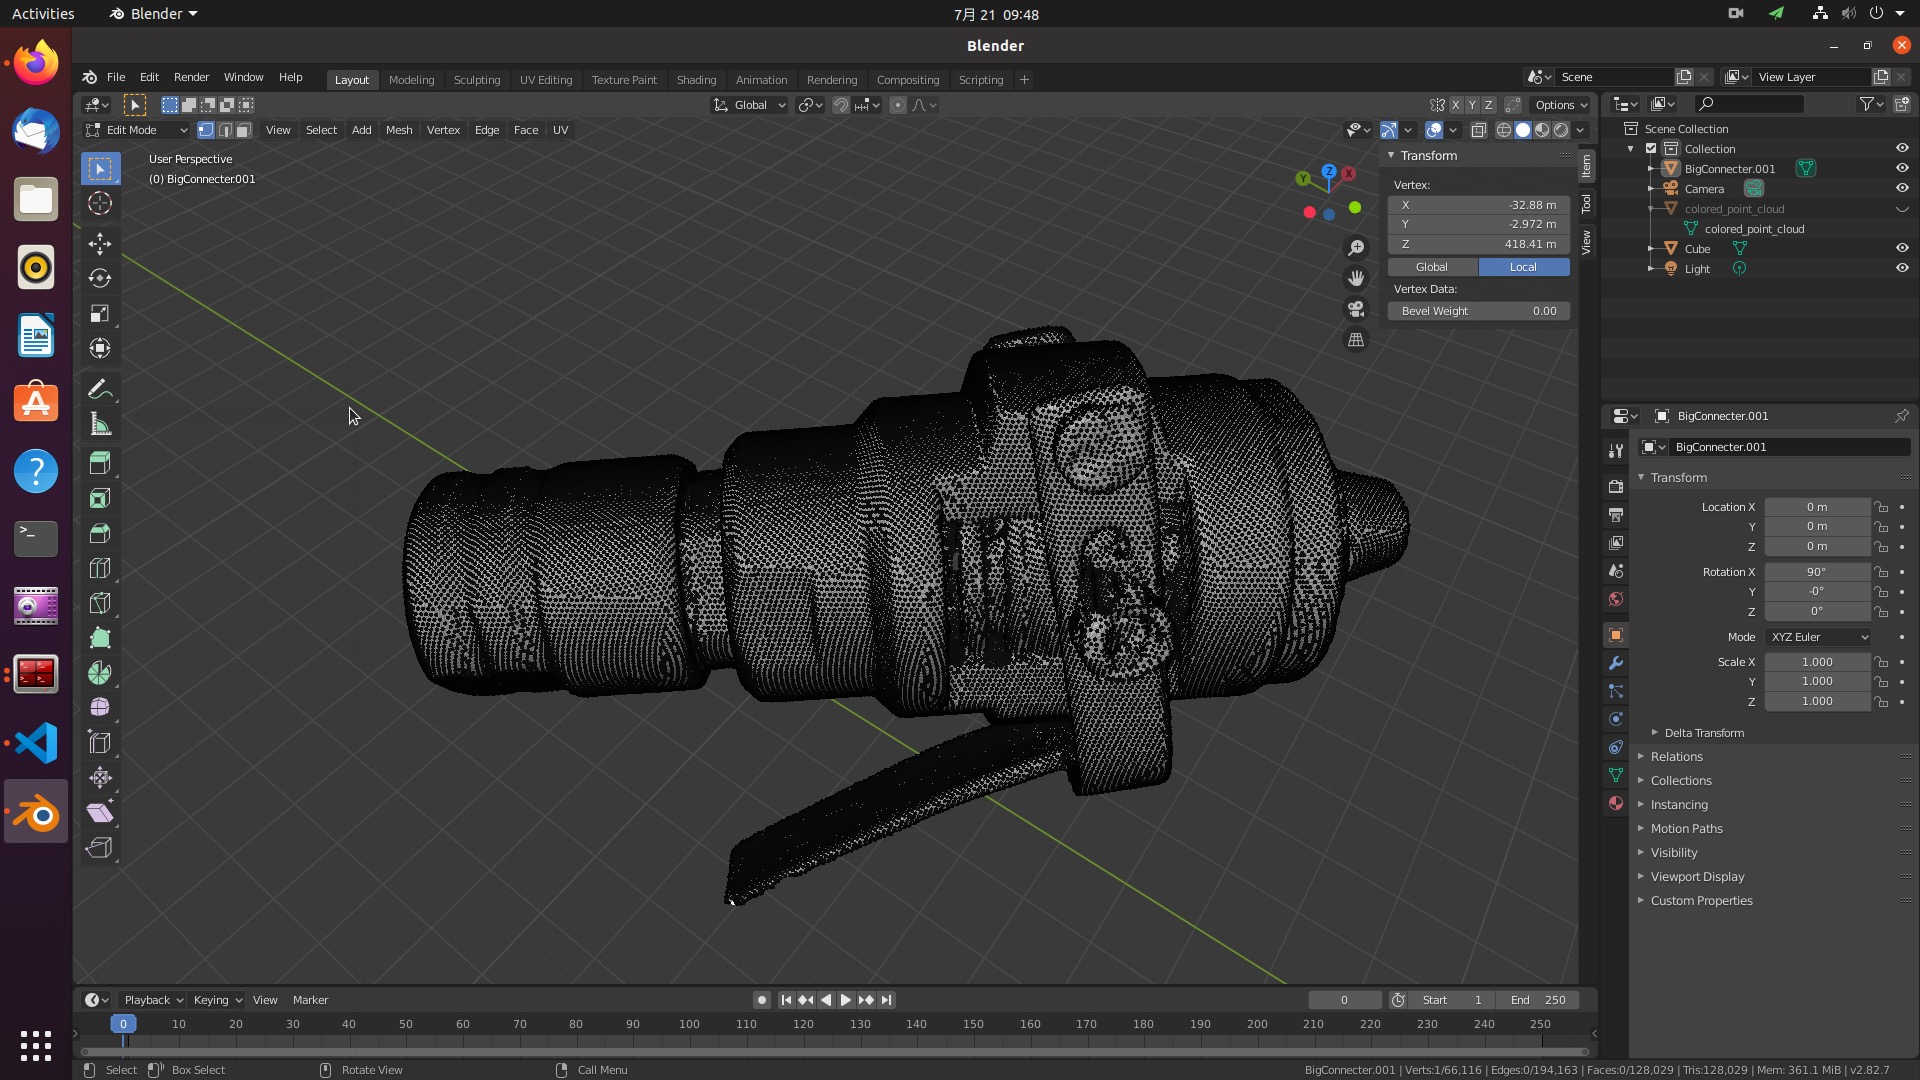 Activities
Blender
7月 21 09:48
Blender
File Edit Render Window Help
Layout Modeling Sculpting UV Editing Texture Paint Shading Animation Rendering Compositing Scripting +
Scene
View Layer
Global
X Y Z
Options
Edit Mode
View Select Add Mesh Vertex Edge Face UV
User Perspective
(0) BigConnecter.001
Y Z X
Transform
Vertex:
X -32.88 m
Y -2.972 m
Z 418.41 m
Global Local
Vertex Data:
Bevel Weight 0.00
Item
Tool
View
Scene Collection
Collection
BigConnecter.001
Camera
colored_point_cloud
colored_point_cloud
Cube
Light
BigConnecter.001
BigConnecter.001
Transform
Location X 0 m
Y 0 m
Z 0 m
Rotation X 90°
Y -0°
Z 0°
Mode XYZ Euler
Scale X 1.000
Y 1.000
Z 1.000
Delta Transform
Relations
Collections
Instancing
Motion Paths
Visibility
Viewport Display
Custom Properties
Playback Keying View Marker
0
Start 1
End 250
0 10 20 30 40 50 60 70 80 90 100 110 120 130 140 150 160 170 180 190 200 210 220 230 240 250
Select Box Select Rotate View Call Menu
BigConnecter.001 | Verts:1/66,116 | Edges:0/194,163 | Faces:0/128,029 | Tris:128,029 | Mem: 361.1 MiB | v2.82.7